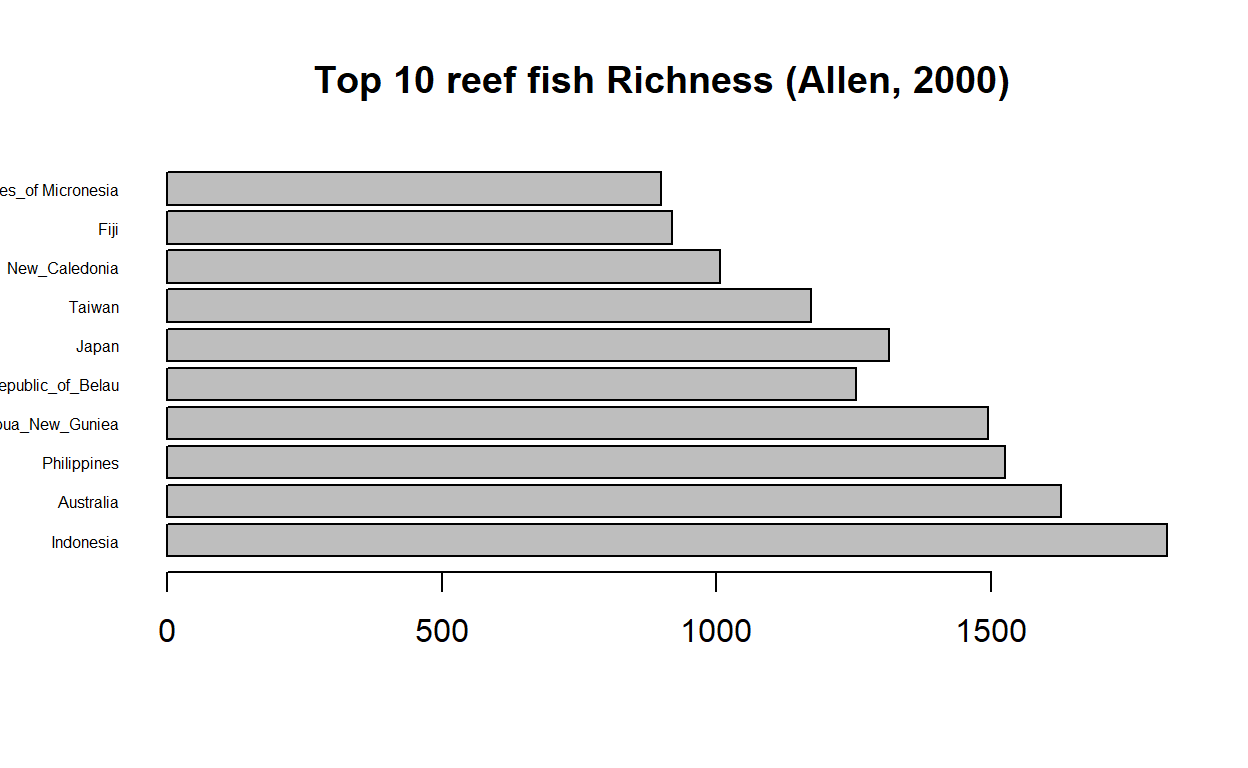 Top 10 reef fish Richness (Allen, 2000)
es_of Micronesia
Fiji
New_Caledonia
Taiwan
Japan
epublic_of_Belau
ua_New_Guniea
Philippines
Australia
Indonesia
0 500 1000 1500